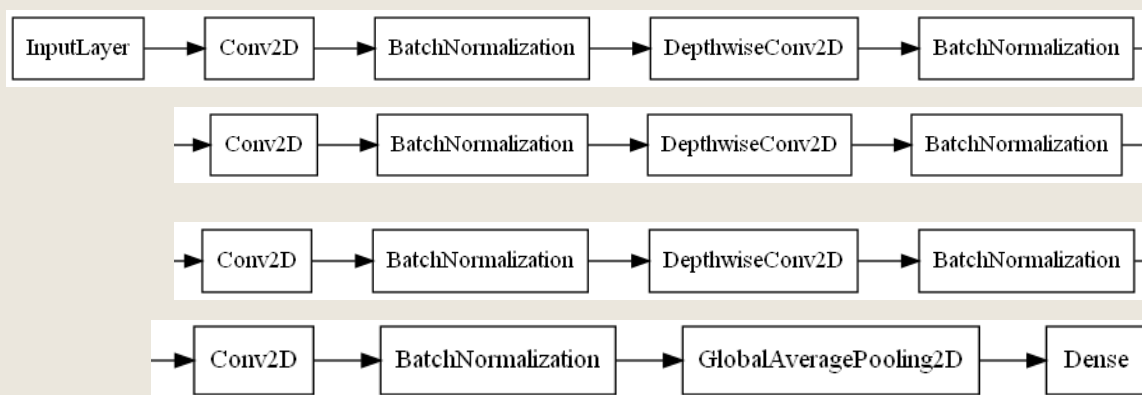 InputLayer Conv2D BatchNormalization DepthwiseConv2D BatchNormalization
Conv2D BatchNormalization DepthwiseConv2D BatchNormalization
Conv2D BatchNormalization DepthwiseConv2D BatchNormalization
Conv2D BatchNormalization GlobalAveragePooling2D Dense